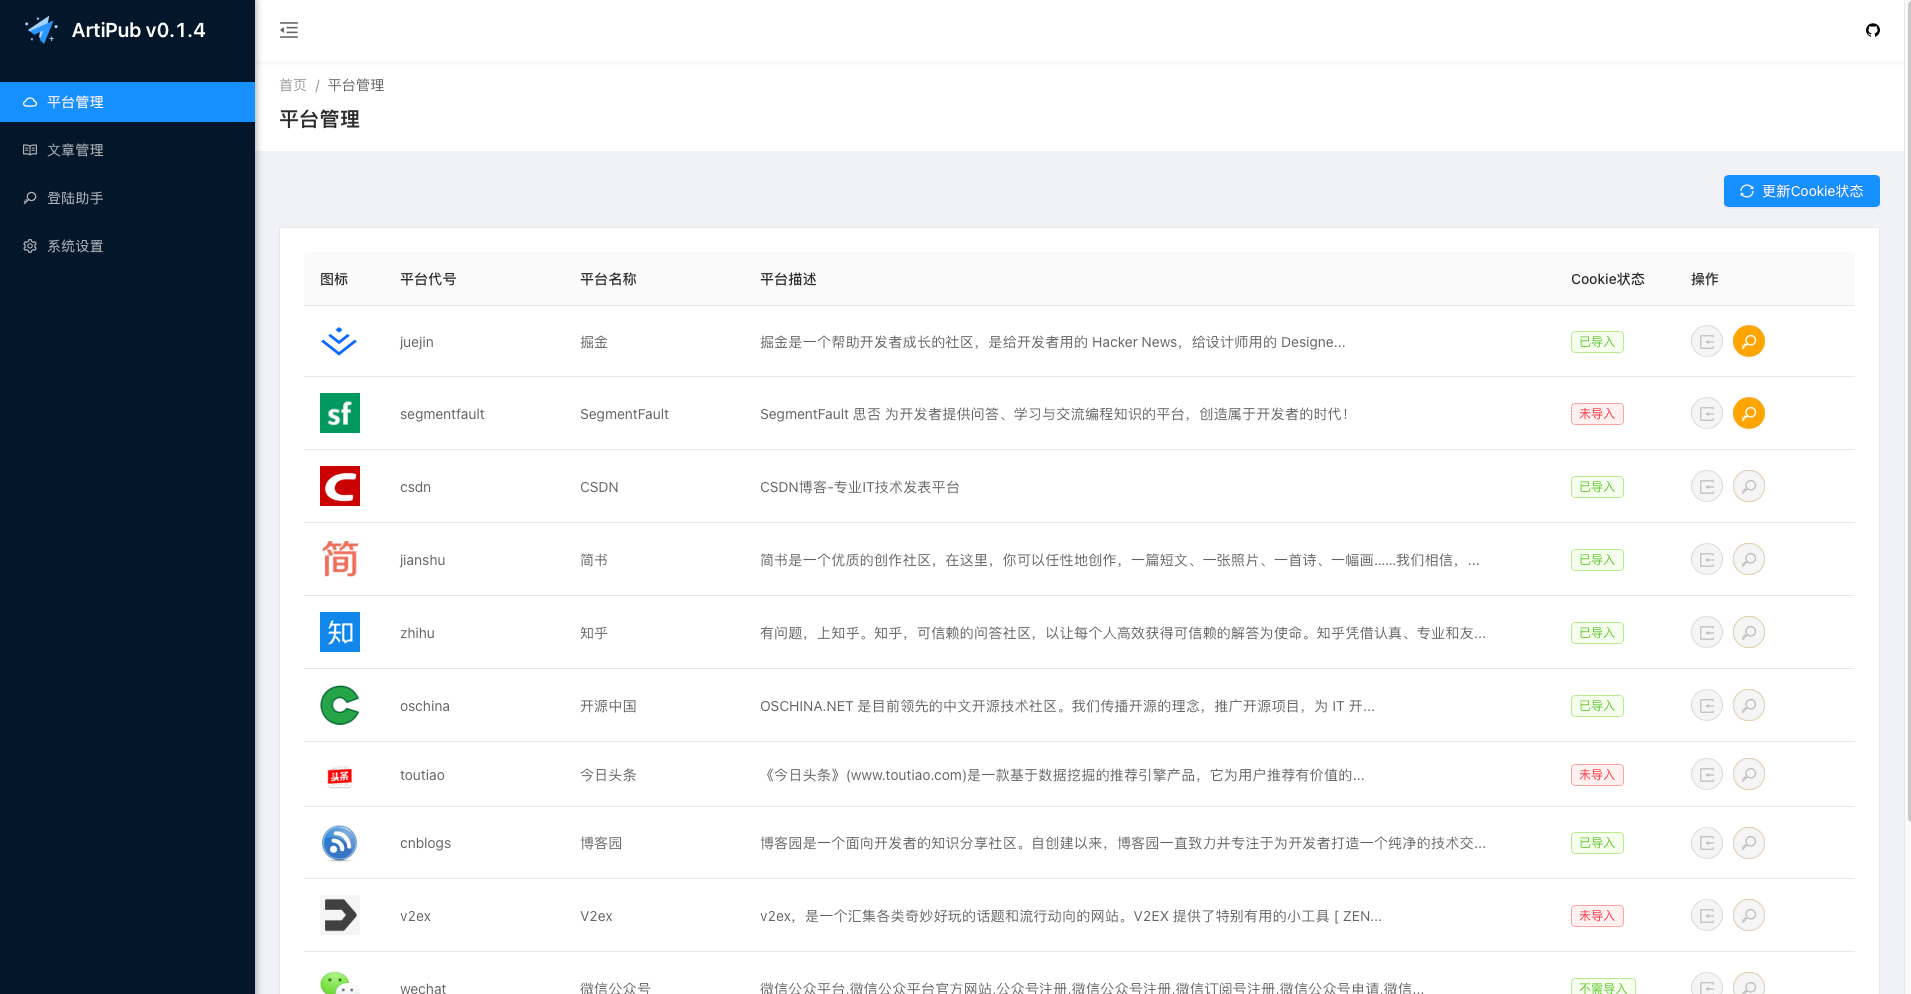 ArtiPub v0.1.4
平台管理
文章管理
登陆助手
系统设置
首页 / 平台管理
平台管理
更新Cookie状态
图标 平台代号 平台名称 平台描述 Cookie状态 操作
juejin 掘金 掘金是一个帮助开发者成长的社区，是给开发者用的 Hacker News，给设计师用的 Designe... 已导入
sf segmentfault SegmentFault SegmentFault 思否 为开发者提供问答、学习与交流编程知识的平台，创造属于开发者的时代！ 未导入
C csdn CSDN CSDN博客-专业IT技术发表平台 已导入
简 jianshu 简书 简书是一个优质的创作社区，在这里，你可以任性地创作，一篇短文、一张照片、一首诗、一幅画……我们相信，... 已导入
知 zhihu 知乎 有问题，上知乎。知乎，可信赖的问答社区，以让每个人高效获得可信赖的解答为使命。知乎凭借认真、专业和友... 已导入
C oschina 开源中国 OSCHINA.NET 是目前领先的中文开源技术社区。我们传播开源的理念，推广开源项目，为 IT 开... 已导入
头条 toutiao 今日头条 《今日头条》(www.toutiao.com)是一款基于数据挖掘的推荐引擎产品，它为用户推荐有价值的... 未导入
cnblogs 博客园 博客园是一个面向开发者的知识分享社区。自创建以来，博客园一直致力并专注于为开发者打造一个纯净的技术交... 已导入
v2ex V2ex v2ex，是一个汇集各类奇妙好玩的话题和流行动向的网站。V2EX 提供了特别有用的小工具 [ ZEN... 未导入
wechat 微信公众号 微信公众平台,微信公众平台官方网站,公众号注册,微信公众号注册,微信订阅号注册,微信公众号申请,微信... 不需导入